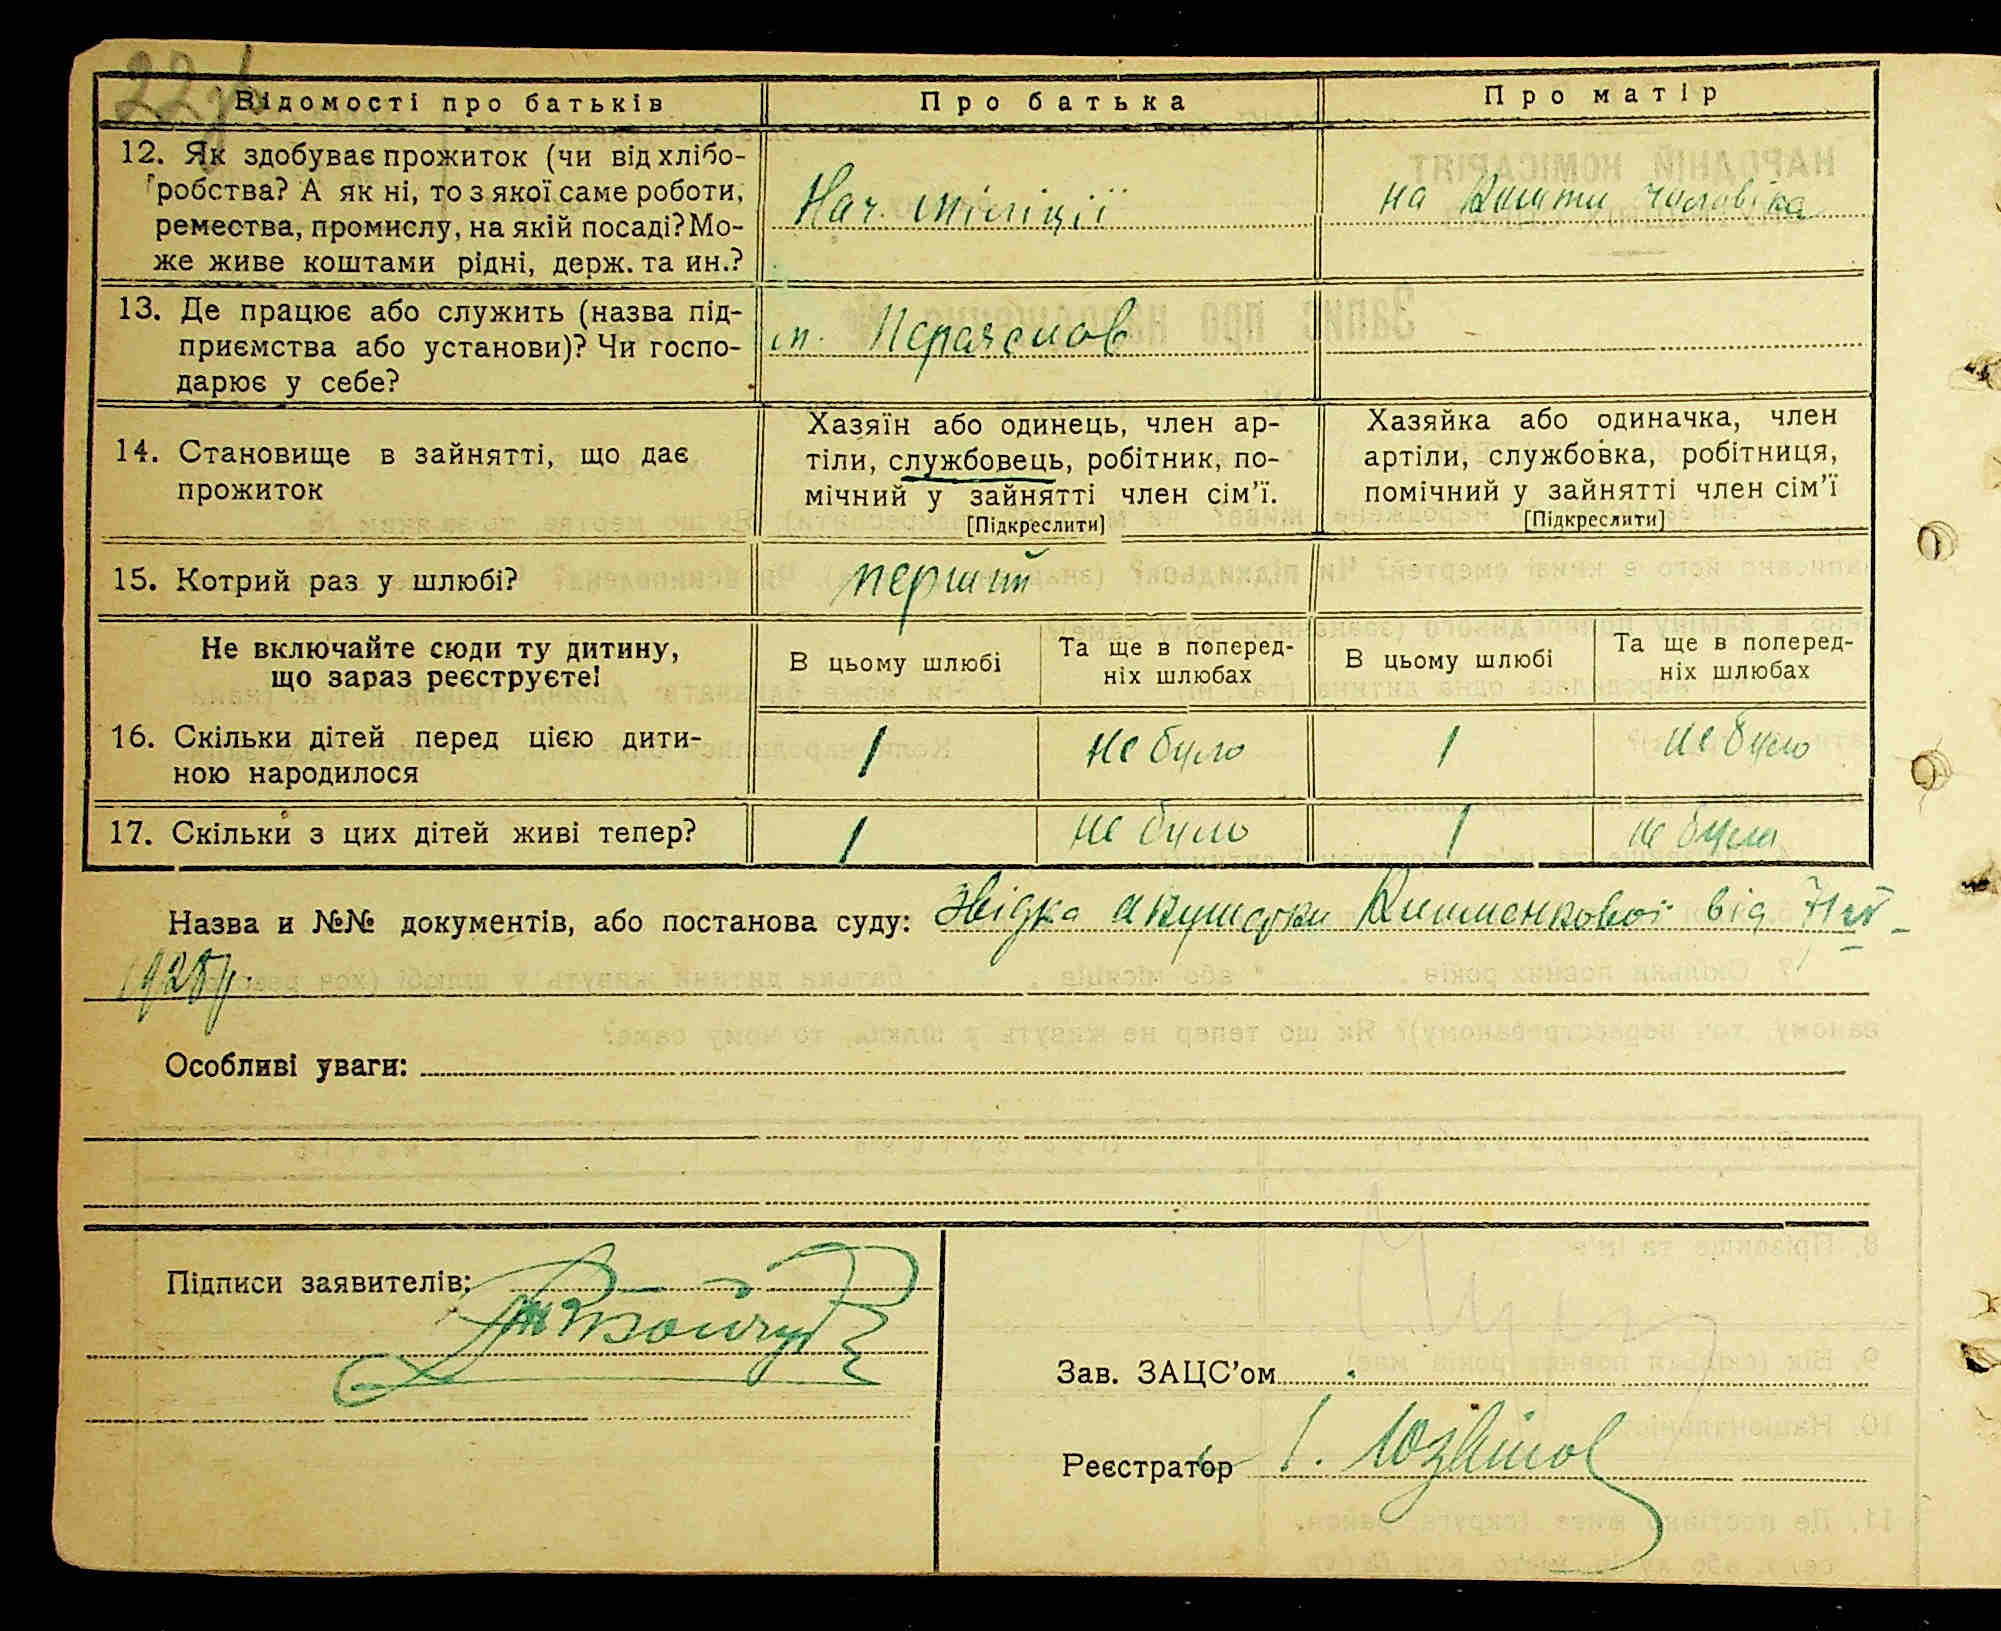 Відомості про батьків
Про батька
Про матір
12. Як здобуває прожиток (чи від хлібо-
робства? А як ні, то з якої саме роботи,
ремества, промислу, на якій посаді? Мо-
же живе коштами рідні, держ. та ин.?
Нач. міліції
на кошти чоловіка
13. Де працює або служить (назва під-
приємства або установи)? Чи госпо-
дарює у себе?
м. Переяслов
14. Становище в зайнятті, що дає
прожиток
Хазяїн або одинець, член ар-
тіли, службовець, робітник, по-
мічний у зайнятті член сім’ї.
[Підкреслити]
Хазяйка або одиначка, член
артіли, службовка, робітниця,
помічний у зайнятті член сім’ї
[Підкреслити]
15. Котрий раз у шлюбі?
перший
Не включайте сюди ту дитину,
що зараз реєструєте!
В цьому шлюбі
Та ще в поперед-
ніх шлюбах
В цьому шлюбі
Та ще в поперед-
ніх шлюбах
16. Скільки дітей перед цією дити-
ною народилося
1
не було
1
не було
17. Скільки з цих дітей живі тепер?
1
не було
1
не було
Назва и №№ документів, або постанова суду: Звідка акушерки від
Особливі уваги:
Підписи заявителів:
Зав. ЗАЦС’ом
Реєстратор І.